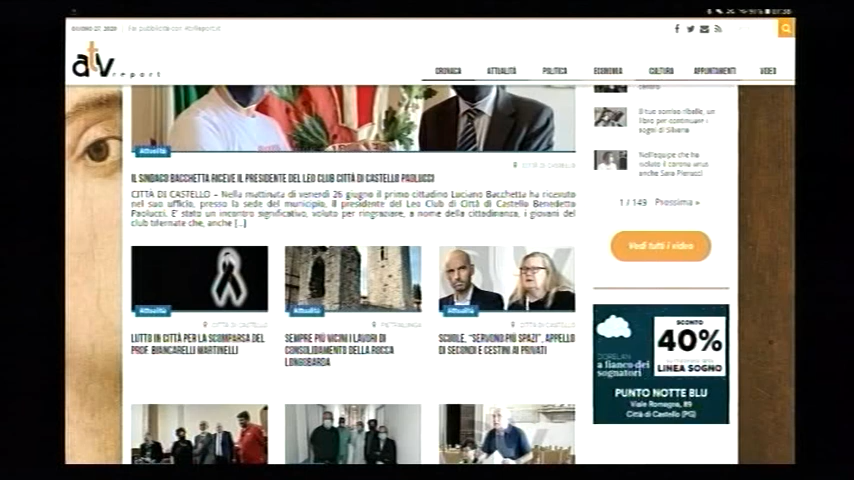 GIUGNO 27, 2020 | Fai pubblicità con AtvReport.it
atv
report
CRONACA ATTUALITÀ POLITICA ECONOMIA CULTURA APPUNTAMENTI VIDEO
Attualità
CITTÀ DI CASTELLO
IL SINDACO BACCHETTA RICEVE IL PRESIDENTE DEL LEO CLUB CITTÀ DI CASTELLO PAOLUCCI
CITTÀ DI CASTELLO – Nella mattinata di venerdì 26 giugno il primo cittadino Luciano Bacchetta ha ricevuto
nel suo ufficio, presso la sede del municipio, il presidente del Leo Club di Città di Castello Benedetta
Paolucci. E' stato un incontro significativo, voluto per ringraziare, a nome della cittadinanza, i giovani del
club tifernate che, anche [...]
Attualità
CITTÀ DI CASTELLO
LUTTO IN CITTÀ PER LA SCOMPARSA DEL
PROF. BIANCARELLI MARTINELLI
Attualità
PIETRALUNGA
SEMPRE PIÙ VICINI I LAVORI DI
CONSOLIDAMENTO DELLA ROCCA
LONGOBARDA
Attualità
CITTÀ DI CASTELLO
SCUOLE, "SERVONO PIÙ SPAZI", APPELLO
DI SECONDI E CESTINI AI PRIVATI
Il tuo sorriso ribelle, un
libro per continuare i
sogni di Silvana
Nell'equipe che ha
isolato il corona virus
anche Sara Pierucci
1 / 149 Prossima »
Vedi tutti i video
DORELAN
a fianco dei
sognatori
SCONTO
40%
LINEA SOGNO
PUNTO NOTTE BLU
Viale Romagna, 89
Città di Castello (PG)